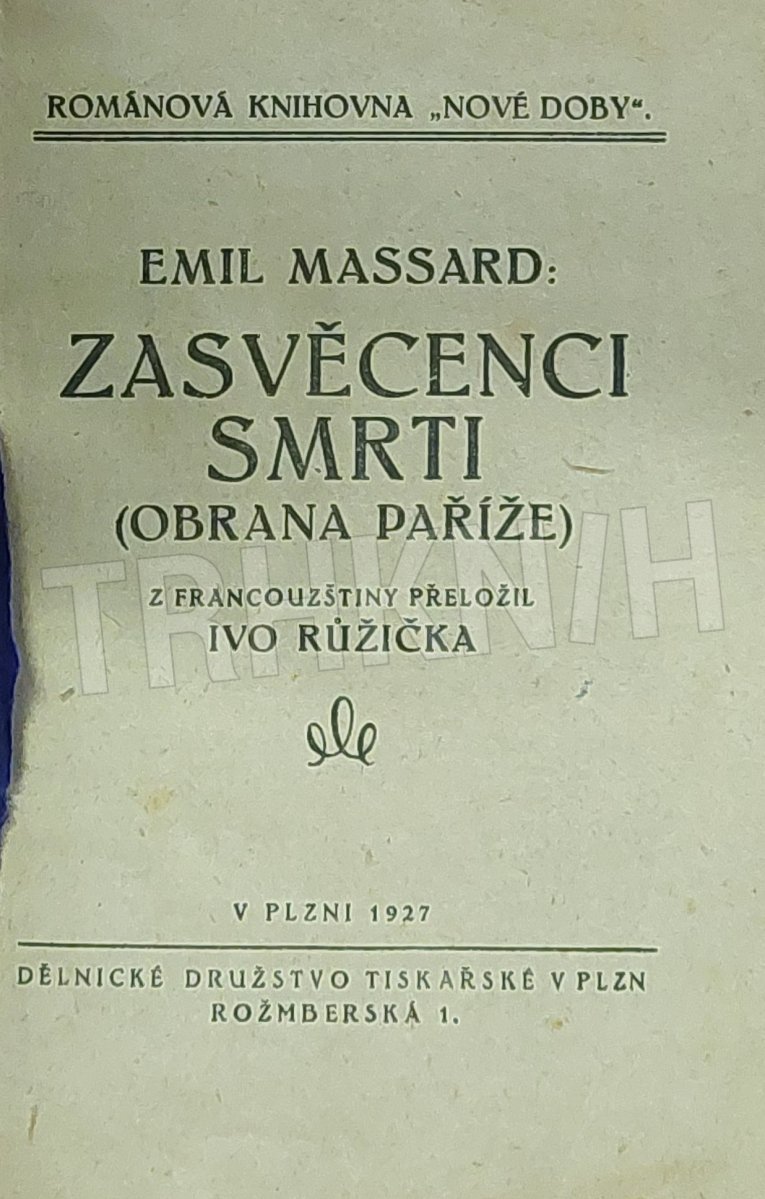 ROMÁNOVÁ KNIHOVNA „NOVÉ DOBY“.
EMIL MASSARD:
ZASVĚCENCI
SMRTI
(OBRANA PAŘÍŽE)
TRHKNIH
Z FRANCOUZŠTINY PŘELOŽIL
IVO RŮŽIČKA
V PLZNI 1927
DĚLNICKÉ DRUŽSTVO TISKAŘSKÉ V PLZN
ROŽMBERSKÁ 1.